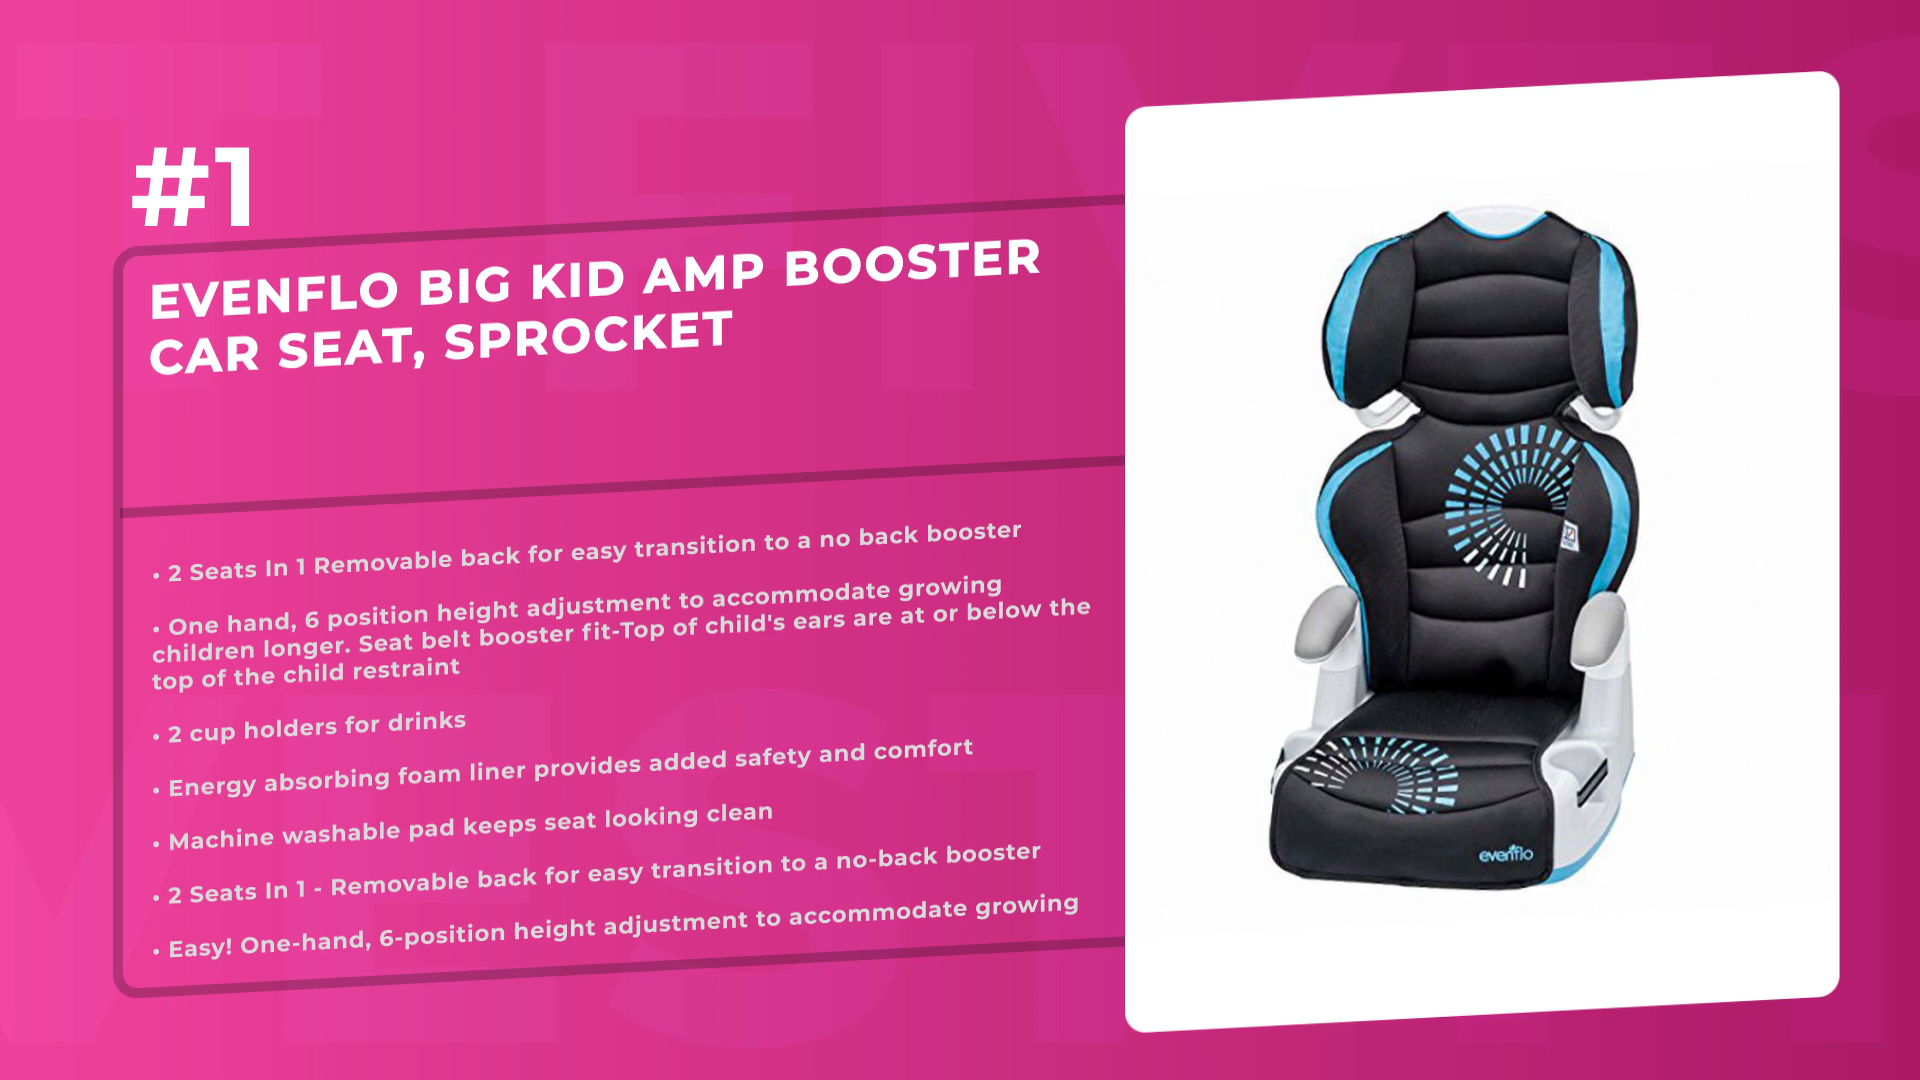 #1
EVENFLO BIG KID AMP BOOSTER
CAR SEAT, SPROCKET
• 2 Seats In 1 Removable back for easy transition to a no back booster
• One hand, 6 position height adjustment to accommodate growing
children longer. Seat belt booster fit-Top of child's ears are at or below the
top of the child restraint
• 2 cup holders for drinks
• Energy absorbing foam liner provides added safety and comfort
• Machine washable pad keeps seat looking clean
• 2 Seats In 1 - Removable back for easy transition to a no-back booster
• Easy! One-hand, 6-position height adjustment to accommodate growing
evenflo